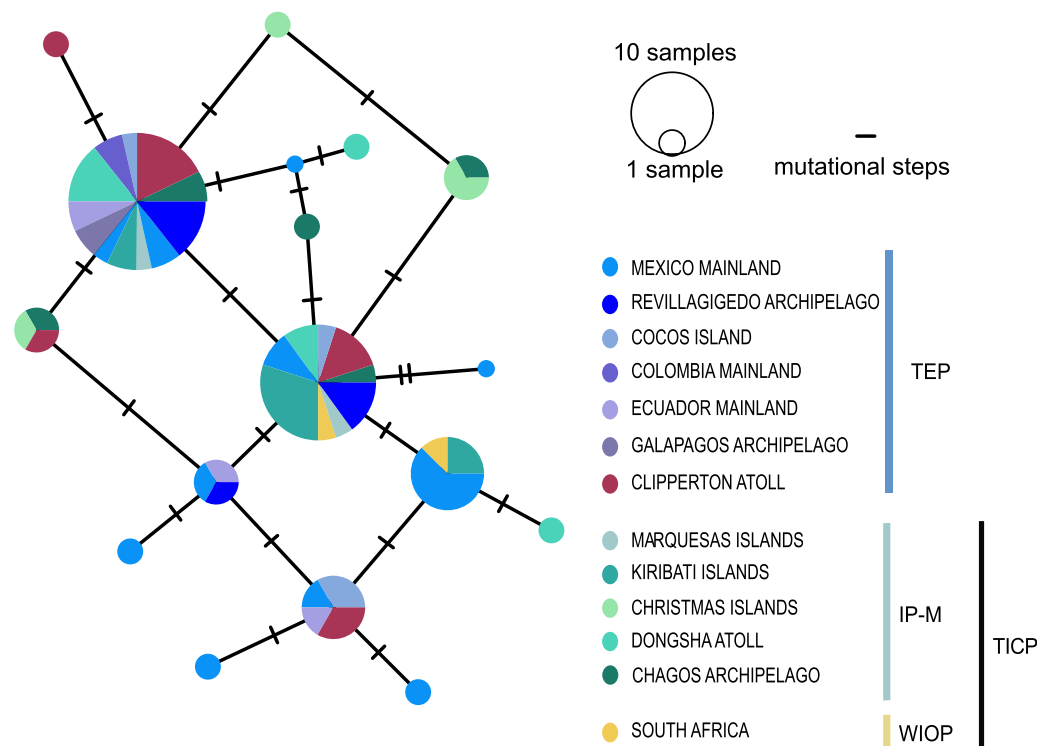 10 samples
1 sample
mutational steps
MEXICO MAINLAND
REVILLAGIGEDO ARCHIPELAGO
COCOS ISLAND
COLOMBIA MAINLAND
ECUADOR MAINLAND
GALAPAGOS ARCHIPELAGO
CLIPPERTON ATOLL
TEP
MARQUESAS ISLANDS
KIRIBATI ISLANDS
CHRISTMAS ISLANDS
DONGSHA ATOLL
CHAGOS ARCHIPELAGO
IP-M
SOUTH AFRICA
WIOP
TICP